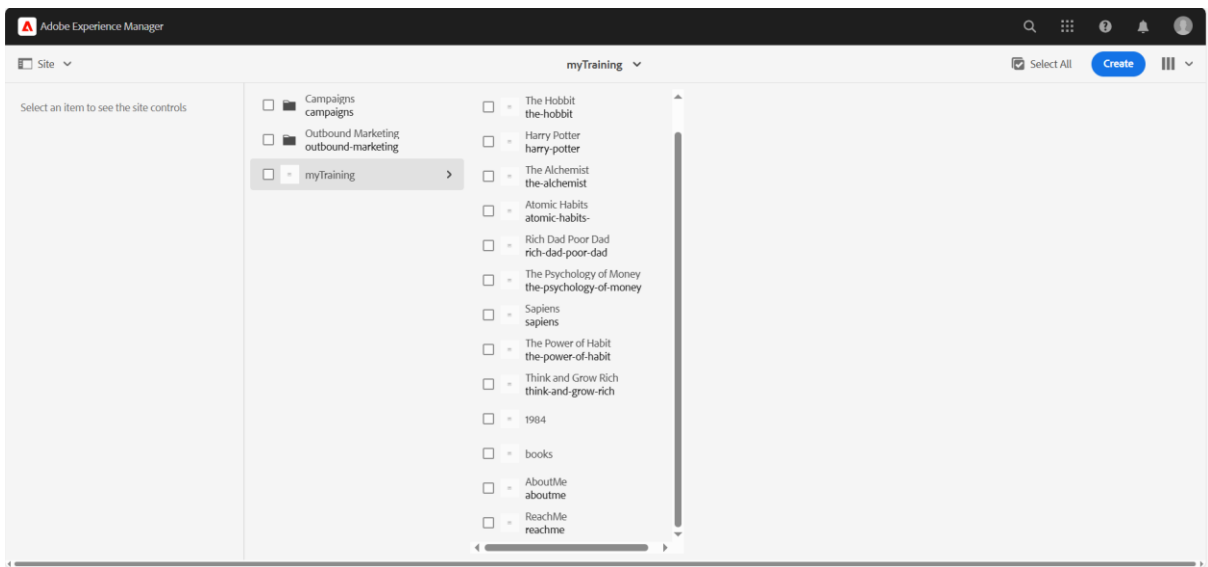 Adobe Experience Manager
Site
myTraining
Select All
Create
Select an item to see the site controls
Campaigns
campaigns
Outbound Marketing
outbound-marketing
myTraining
The Hobbit
the-hobbit
Harry Potter
harry-potter
The Alchemist
the-alchemist
Atomic Habits
atomic-habits-
Rich Dad Poor Dad
rich-dad-poor-dad
The Psychology of Money
the-psychology-of-money
Sapiens
sapiens
The Power of Habit
the-power-of-habit
Think and Grow Rich
think-and-grow-rich
1984
books
AboutMe
aboutme
ReachMe
reachme